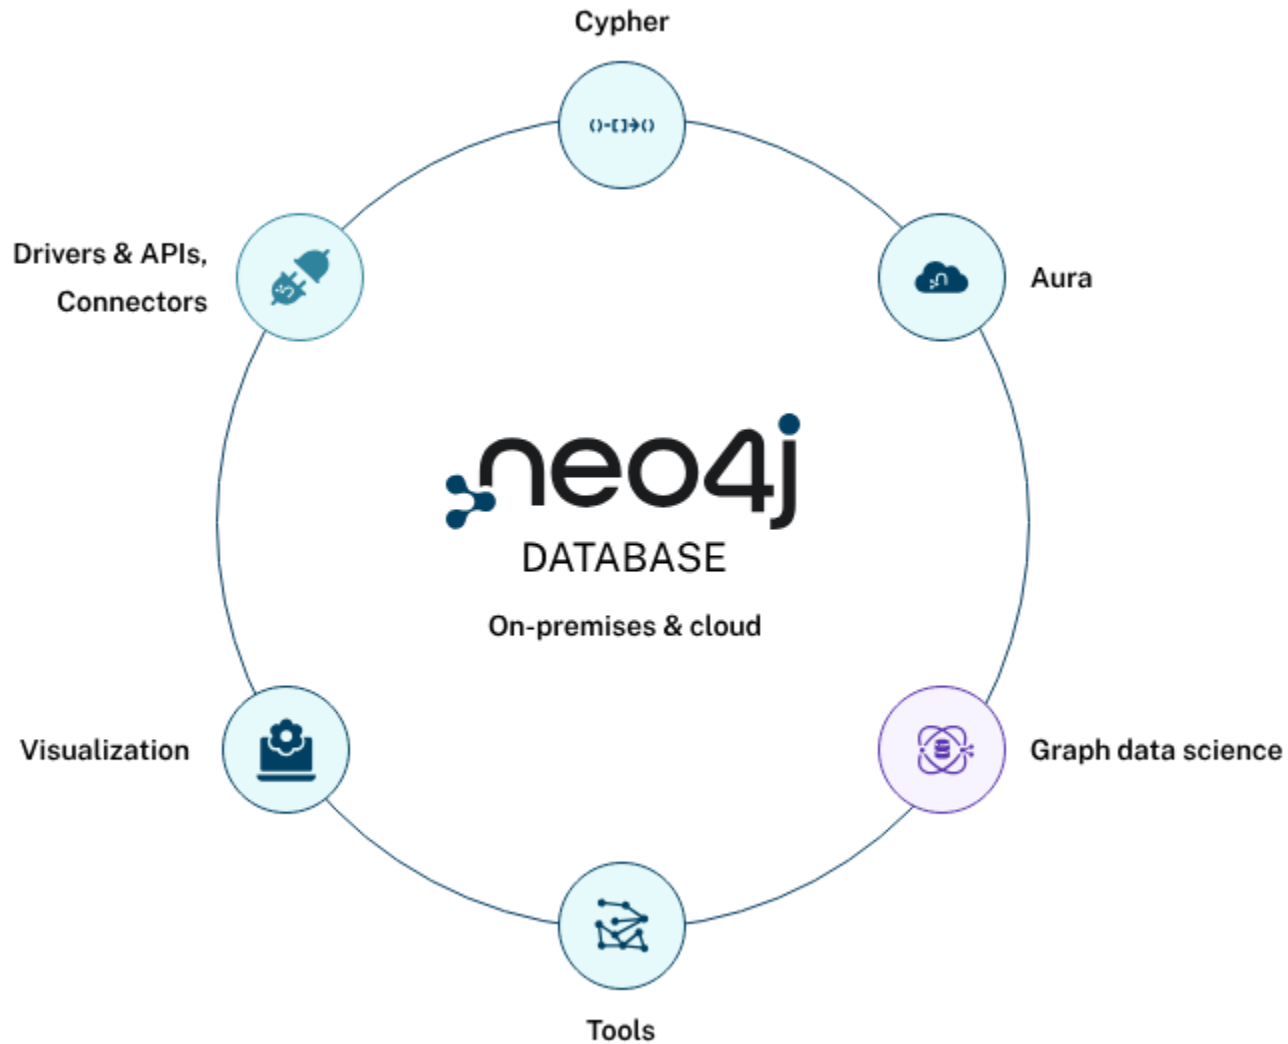 Cypher
()-[]→()
Drivers & APIs,
Connectors
Aura
neo4j
DATABASE
On-premises & cloud
Visualization
Graph data science
Tools